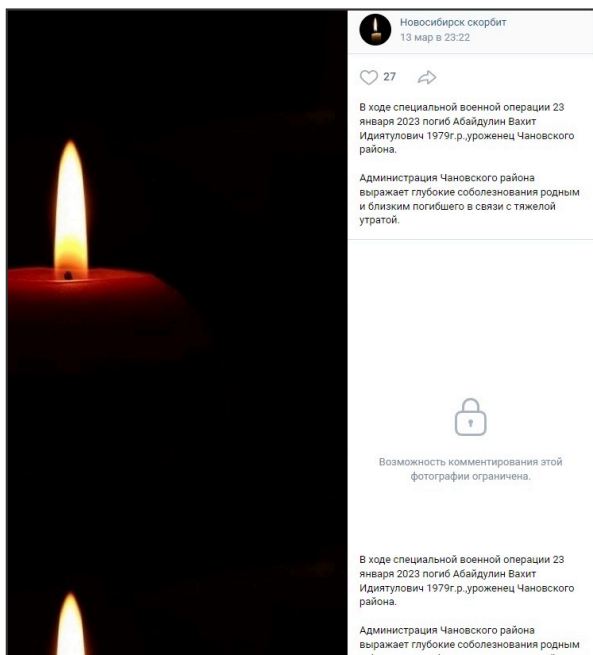 Новосибирск скорбит
13 мар в 23:22
27
В ходе специальной военной операции 23
января 2023 погиб Абайдулин Вахит
Идиятулович 1979г.р.,уроженец Чановского
района.
Администрация Чановского района
выражает глубокие соболезнования родным
и близким погибшего в связи с тяжелой
утратой.
Возможность комментирования этой
фотографии ограничена.
В ходе специальной военной операции 23
января 2023 погиб Абайдулин Вахит
Идиятулович 1979г.р.,уроженец Чановского
района.
Администрация Чановского района
выражает глубокие соболезнования родным